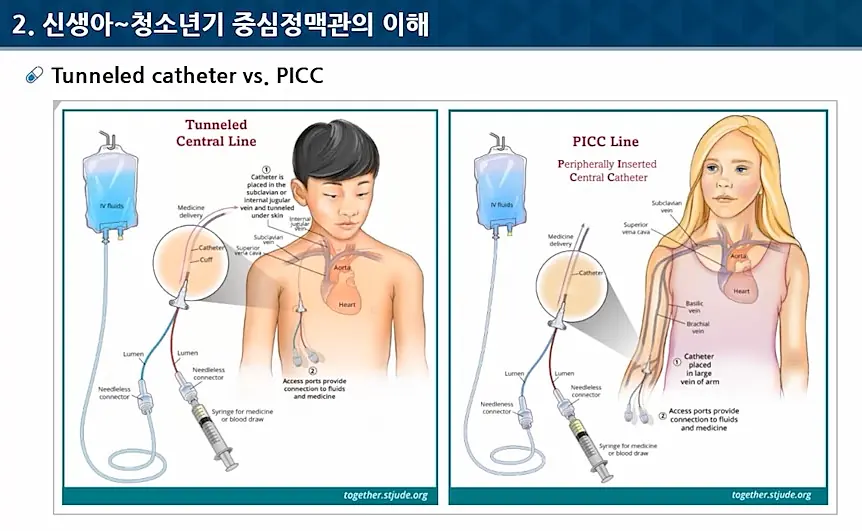 2. 신생아~청소년기 중심정맥관의 이해
Tunneled catheter vs. PICC
Tunneled
Central Line
1
Catheter is
placed in the
subclavian or
internal jugular
vein and tunneled
under skin
IV fluids
Medicine
delivery
Internal
jugular
vein
Subclavian
vein
Superior
vena cava
Catheter
Cuff
Aorta
Heart
Lumen
Lumen
Needleless
connector
Needleless
connector
2
Access ports provide
connection to fluids
and medicine
Syringe for medicine
or blood draw
together.stjude.org
PICC Line
Peripherally Inserted
Central Catheter
IV fluids
Subclavian
vein
Superior
vena cava
Medicine
delivery
Catheter
Aorta
Heart
Basilic
vein
Brachial
vein
1 Catheter
placed
in large
vein of arm
Lumen
Lumen
Needleless
connector
Needleless
connector
2 Access ports provide
connection to fluids
and medicine
Syringe for medicine
or blood draw
together.stjude.org